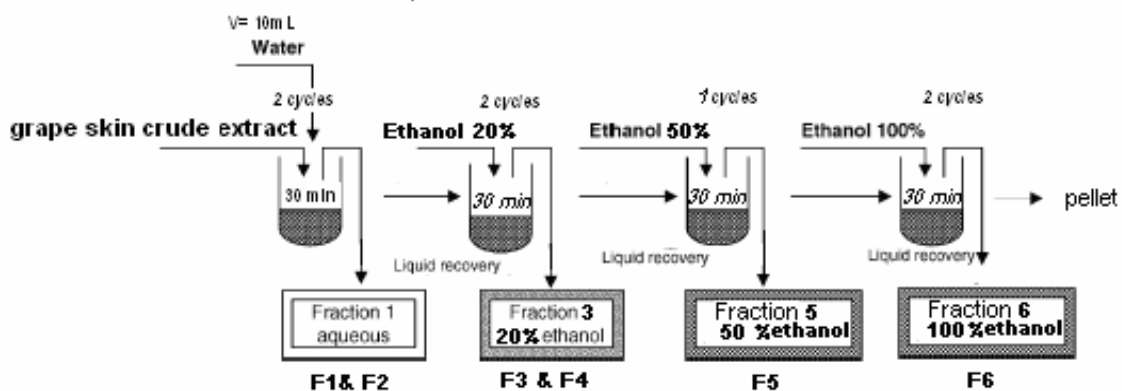 V= 10m L
Water
2 cycles
2 cycles
1 cycles
2 cycles
grape skin crude extract
Ethanol 20%
Ethanol 50%
Ethanol 100%
30 min
30 min
30 min
30 min
pellet
Liquid recovery
Liquid recovery
Liquid recovery
Fraction 1
aqueous
Fraction 3
20% ethanol
Fraction 5
50 %ethanol
Fraction 6
100%ethanol
F1& F2
F3 & F4
F5
F6